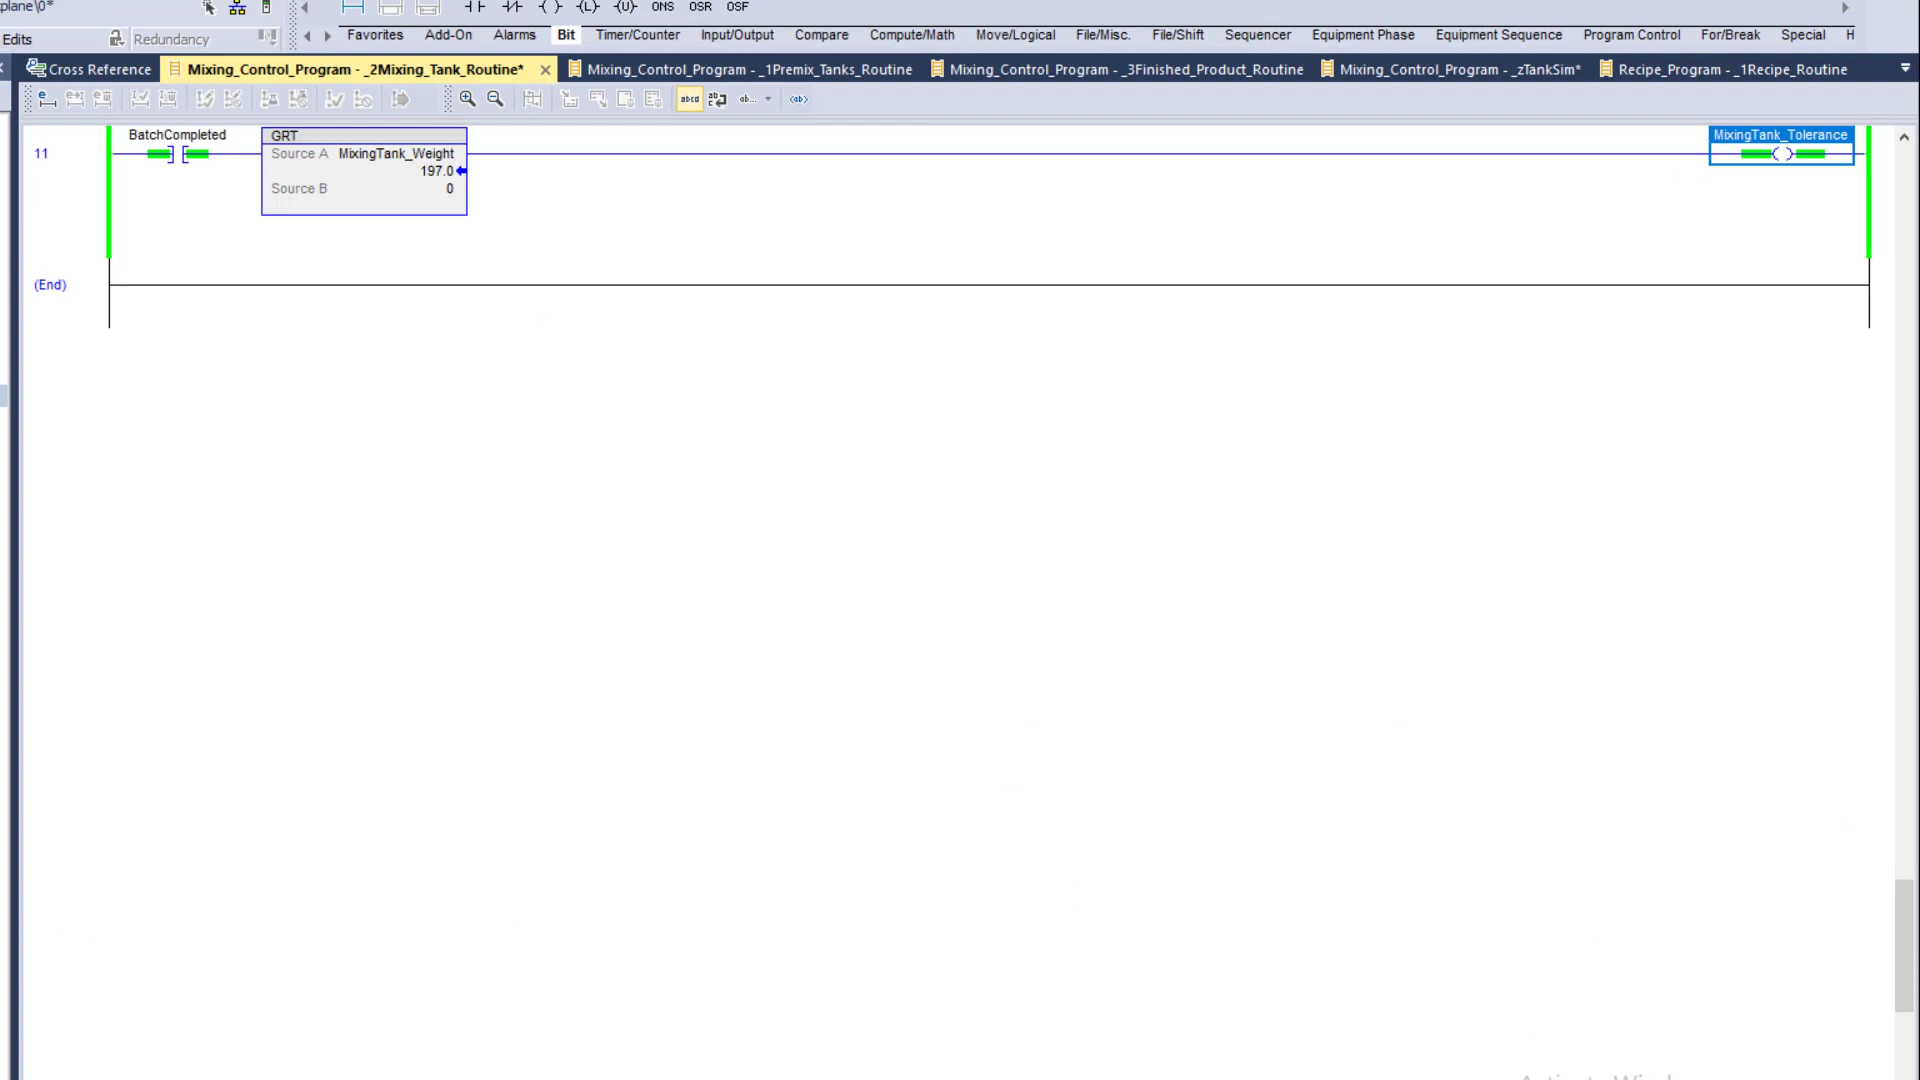 plane\0*
ONS OSR OSF
Edits
Redundancy
Favorites Add-On Alarms Bit Timer/Counter Input/Output Compare Compute/Math Move/Logical File/Misc. File/Shift Sequencer Equipment Phase Equipment Sequence Program Control For/Break Special H
Cross Reference Mixing_Control_Program - _2Mixing_Tank_Routine* Mixing_Control_Program - _1Premix_Tanks_Routine Mixing_Control_Program - _3Finished_Product_Routine Mixing_Control_Program - _zTankSim* Recipe_Program - _1Recipe_Routine
abcd ab... <ab>
BatchCompleted GRT MixingTank_Tolerance
11 Source A MixingTank_Weight
197.0
Source B 0
(End)